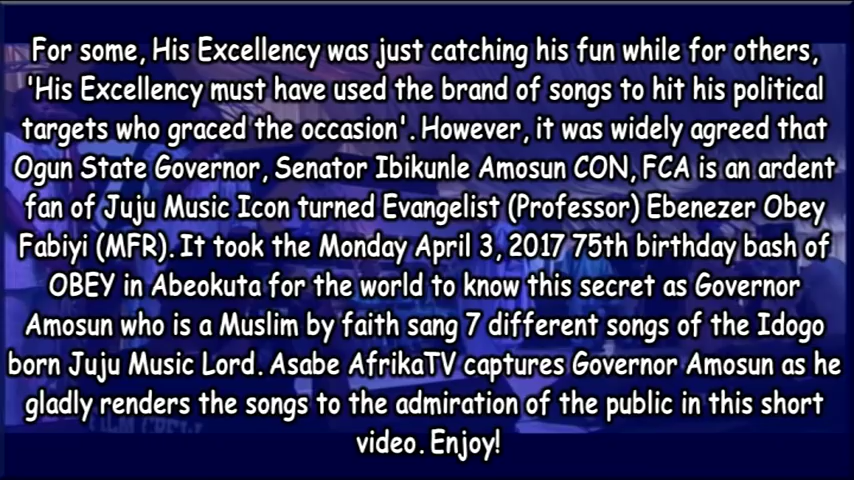 For some, His Excellency was just catching his fun while for others,
'His Excellency must have used the brand of songs to hit his political
targets who graced the occasion'. However, it was widely agreed that
Ogun State Governor, Senator Ibikunle Amosun CON, FCA is an ardent
fan of Juju Music Icon turned Evangelist (Professor) Ebenezer Obey
Fabiyi (MFR). It took the Monday April 3, 2017 75th birthday bash of
OBEY in Abeokuta for the world to know this secret as Governor
Amosun who is a Muslim by faith sang 7 different songs of the Idogo
born Juju Music Lord. Asabe AfrikaTV captures Governor Amosun as he
gladly renders the songs to the admiration of the public in this short
video. Enjoy!